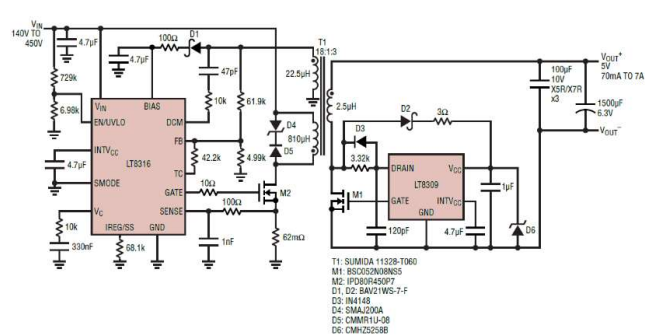 VIN
140V TO
450V
4.7µF
4.7µF
100Ω
D1
47pF
10k
61.9k
T1
18:1:3
22.5µH
2.5µH
810µH
D4
D5
729k
6.98k
VIN
BIAS
EN/UVLO
DCM
FB
INTVCC
LT8316
TC
SMODE
GATE
VC
SENSE
IREG/SS
GND
4.7µF
42.2k
4.99k
10Ω
M2
100Ω
10k
330nF
68.1k
1nF
62mΩ
D2
3Ω
D3
3.32k
DRAIN
VCC
LT8309
GATE
INTVCC
GND
M1
120pF
4.7µF
1µF
D6
100µF
10V
X5R/X7R
x3
1500µF
6.3V
VOUT+
5V
70mA TO 7A
VOUT–
T1: SUMIDA 11328-T060
M1: BSC052N08NS5
M2: IPD80R450P7
D1, D2: BAV21WS-7-F
D3: IN4148
D4: SMAJ200A
D5: CMMR1U-08
D6: CMHZ5258B